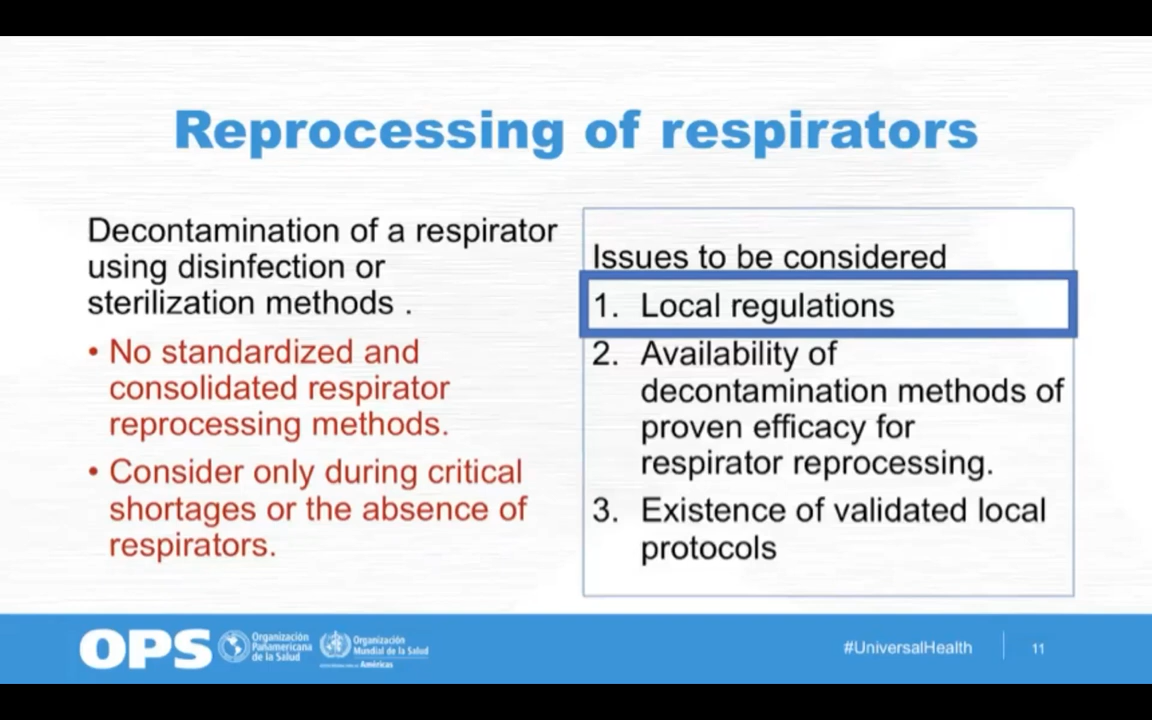 Reprocessing of respirators
Decontamination of a respirator
using disinfection or
sterilization methods .
• No standardized and
consolidated respirator
reprocessing methods.
• Consider only during critical
shortages or the absence of
respirators.
Issues to be considered
1. Local regulations
2. Availability of
decontamination methods of
proven efficacy for
respirator reprocessing.
3. Existence of validated local
protocols
OPS
Organización
Panamericana
de la Salud
Organización
Mundial de la Salud
Américas
#UniversalHealth
11